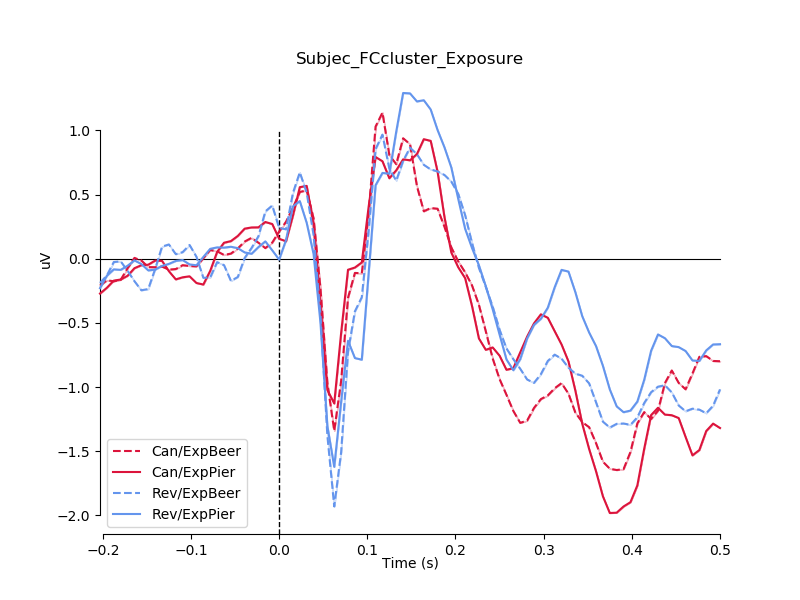 Subjec_FCcluster_Exposure
uV
1.0
0.5
0.0
−0.5
−1.0
−1.5
−2.0
Can/ExpBeer
Can/ExpPier
Rev/ExpBeer
Rev/ExpPier
−0.2 −0.1 0.0 0.1 0.2 0.3 0.4 0.5
Time (s)